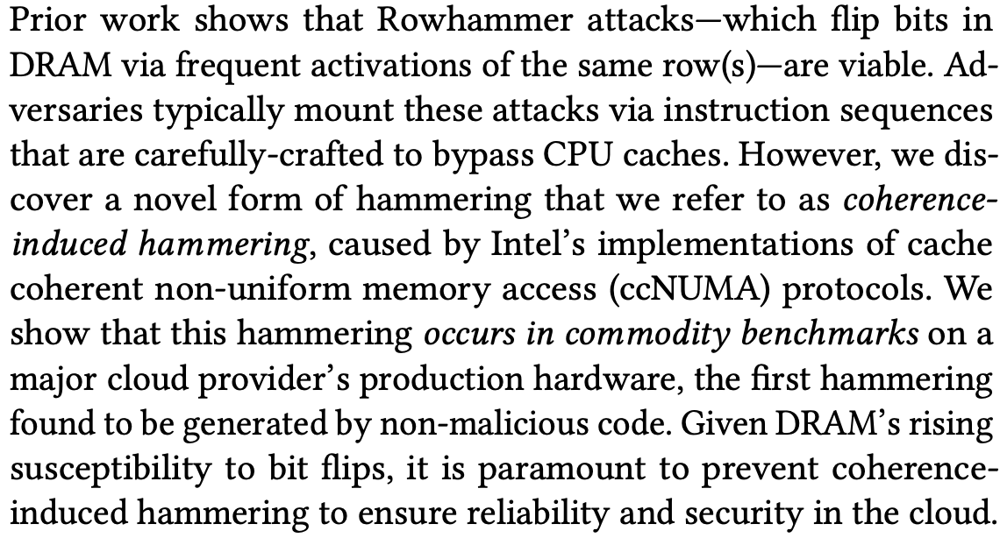 Prior work shows that Rowhammer attacks—which flip bits in
DRAM via frequent activations of the same row(s)—are viable. Ad-
versaries typically mount these attacks via instruction sequences
that are carefully-crafted to bypass CPU caches. However, we dis-
cover a novel form of hammering that we refer to as coherence-
induced hammering, caused by Intel's implementations of cache
coherent non-uniform memory access (ccNUMA) protocols. We
show that this hammering occurs in commodity benchmarks on a
major cloud provider's production hardware, the first hammering
found to be generated by non-malicious code. Given DRAM's rising
susceptibility to bit flips, it is paramount to prevent coherence-
induced hammering to ensure reliability and security in the cloud.